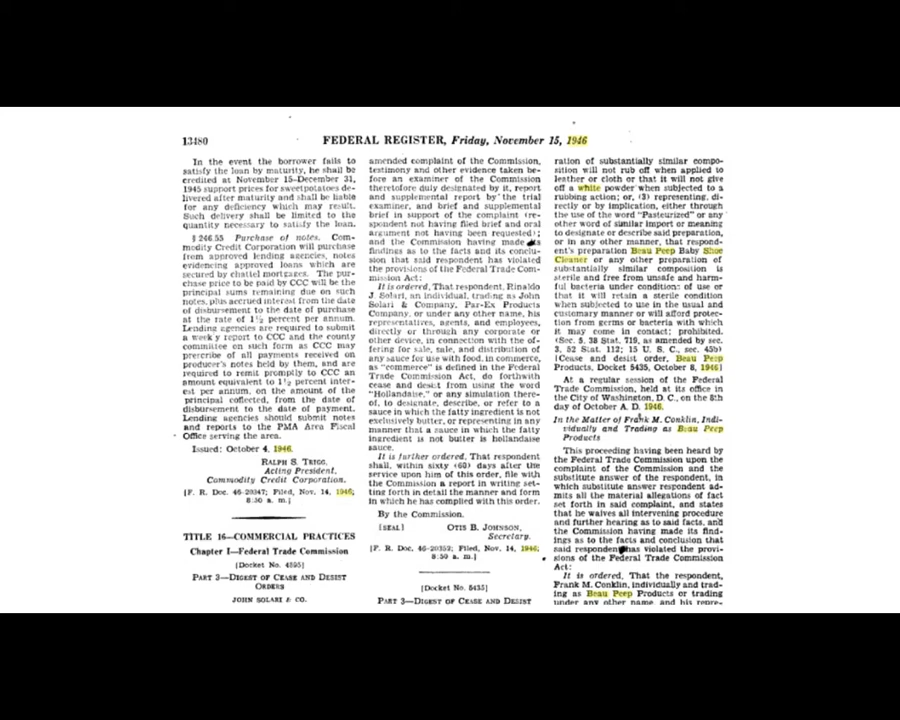 13480
FEDERAL REGISTER, Friday, November 15, 1946
In the event the borrower fails to
satisfy the loan by maturity, he shall be
credited at November 15–December 31,
1945 support prices for sweetpotatoes de-
livered after maturity and shall be liable
for any deficiency which may result.
Such delivery shall be limited to the
quantity necessary to satisfy the loan.
§ 246.55 Purchase of notes. Com-
modity Credit Corporation will purchase
from approved lending agencies, notes
evidencing approved loans which are
secured by chattel mortgages. The pur-
chase price to be paid by CCC will be the
principal sums remaining due on such
notes, plus accrued interest from the date
of disbursement to the date of purchase
at the rate of 1½ percent per annum.
Lending agencies are required to submit
a weekly report to CCC and the county
committee on such form as CCC may
prescribe of all payments received on
producer's notes held by them, and are
required to remit promptly to CCC an
amount equivalent to 1½ percent inter-
est per annum, on the amount of the
principal collected, from the date of
disbursement to the date of payment.
Lending agencies should submit notes
and reports to the PMA Area Fiscal
Office serving the area.
Issued: October 4, 1946.
RALPH S. TRIGG,
Acting President,
Commodity Credit Corporation.
[F. R. Doc. 46-20347; Filed, Nov. 14, 1946;
8:50 a. m.]
TITLE 16—COMMERCIAL PRACTICES
Chapter I—Federal Trade Commission
[Docket No. 4895]
PART 3—DIGEST OF CEASE AND DESIST
ORDERS
JOHN SOLARI & CO.
amended complaint of the Commission,
testimony and other evidence taken be-
fore an examiner of the Commission
theretofore duly designated by it, report
and supplemental report by the trial
examiner, and brief and supplemental
brief in support of the complaint (re-
spondent not having filed brief and oral
argument not having been requested);
and the Commission having made its
findings as to the facts and its conclu-
sion that said respondent has violated
the provisions of the Federal Trade Com-
mission Act:
It is ordered, That respondent, Rinaldo
J. Solari, an individual, trading as John
Solari & Company, Par-Ex Products
Company, or under any other name, his
representatives, agents, and employees,
directly or through any corporate or
other device, in connection with the of-
fering for sale, sale, and distribution of
any sauce for use with food, in commerce,
as "commerce" is defined in the Federal
Trade Commission Act, do forthwith
cease and desist from using the word
"Hollandaise," or any simulation there-
of, to designate, describe, or refer to a
sauce in which the fatty ingredient is not
exclusively butter, or representing in any
manner that a sauce in which the fatty
ingredient is not butter is hollandaise
sauce.
It is further ordered, That respondent
shall, within sixty (60) days after the
service upon him of this order, file with
the Commission a report in writing set-
ting forth in detail the manner and form
in which he has complied with this order.
By the Commission.
[SEAL] OTIS B. JOHNSON,
Secretary.
[F. R. Doc. 46-20352; Filed, Nov. 14, 1946;
8:50 a. m.]
[Docket No. 5435]
PART 3—DIGEST OF CEASE AND DESIST
ration of substantially similar compo-
sition will not rub off when applied to
leather or cloth or that it will not give
off a white powder when subjected to a
rubbing action; or, (3) representing, di-
rectly or by implication, either through
the use of the word "Pasteurized" or any
other word of similar import or meaning
to designate or describe said preparation,
or in any other manner, that respond-
ent's preparation Beau Peep Baby Shoe
Cleaner or any other preparation of
substantially similar composition is
sterile and free from unsafe and harm-
ful bacteria under conditions of use or
that it will retain a sterile condition
when subjected to use in the usual and
customary manner or will afford protec-
tion from germs or bacteria with which
it may come in contact; prohibited.
(Sec. 5, 38 Stat. 719, as amended by sec.
3, 52 Stat. 112; 15 U. S. C., sec. 45b)
[Cease and desist order, Beau Peep
Products, Docket 5435, October 8, 1946]
At a regular session of the Federal
Trade Commission, held at its office in
the City of Washington, D. C., on the 8th
day of October A. D. 1946.
In the Matter of Frank M. Conklin, Indi-
vidually and Trading as Beau Peep
Products
This proceeding having been heard by
the Federal Trade Commission upon the
complaint of the Commission and the
substitute answer of the respondent, in
which substitute answer respondent ad-
mits all the material allegations of fact
set forth in said complaint, and states
that he waives all intervening procedure
and further hearing as to said facts, and
the Commission having made its find-
ings as to the facts and conclusion that
said respondent has violated the provi-
sions of the Federal Trade Commission
Act:
It is ordered, That the respondent,
Frank M. Conklin, individually and trad-
ing as Beau Peep Products or trading
under any other name, and his repre-